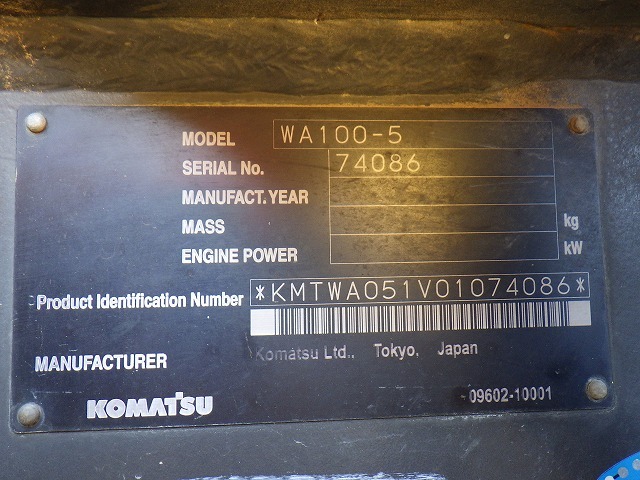 MODEL WA100-5
SERIAL No. 74086
MANUFACT. YEAR
MASS kg
ENGINE POWER kW
Product Identification Number *KMTWA051V01074086*
MANUFACTURER Komatsu Ltd., Tokyo, Japan
KOMATSU 09602-10001